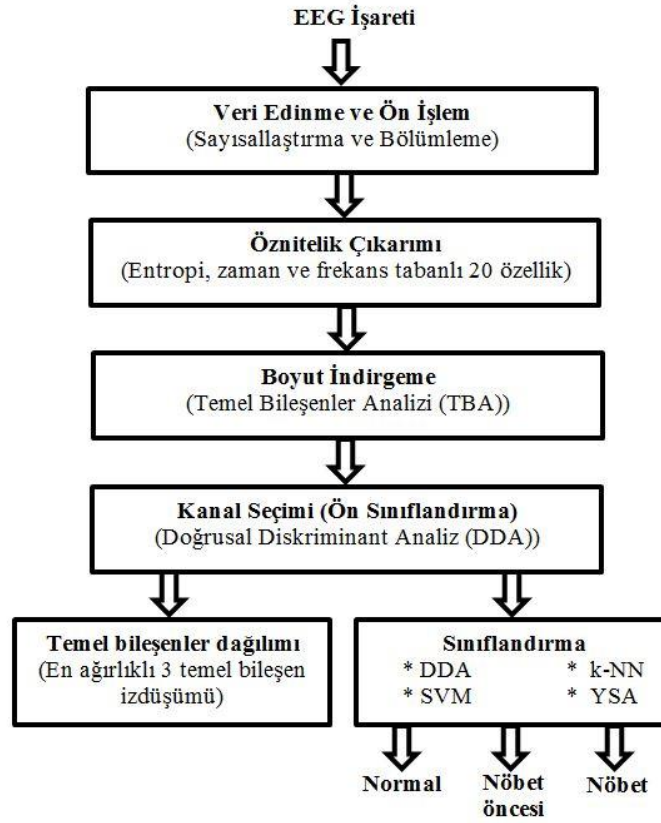 EEG İşareti
Veri Edinme ve Ön İşlem
(Sayısallaştırma ve Bölümleme)
Öznitelik Çıkarımı
(Entropi, zaman ve frekans tabanlı 20 özellik)
Boyut İndirgeme
(Temel Bileşenler Analizi (TBA))
Kanal Seçimi (Ön Sınıflandırma)
(Doğrusal Diskriminant Analiz (DDA))
Temel bileşenler dağılımı
(En ağırlıklı 3 temel bileşen
izdüşümü)
Sınıflandırma
* DDA * k-NN
* SVM * YSA
Normal
Nöbet
öncesi
Nöbet